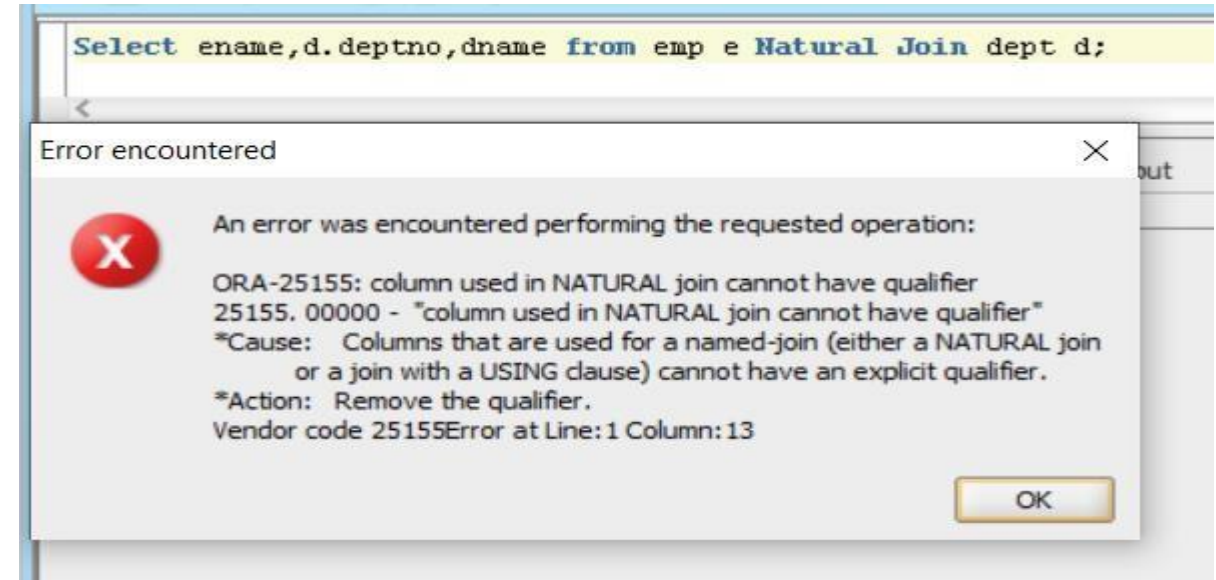 Select ename,d.deptno,dname from emp e Natural Join dept d;
Error encountered
out
An error was encountered performing the requested operation:
ORA-25155: column used in NATURAL join cannot have qualifier
25155. 00000 - "column used in NATURAL join cannot have qualifier"
*Cause: Columns that are used for a named-join (either a NATURAL join
or a join with a USING clause) cannot have an explicit qualifier.
*Action: Remove the qualifier.
Vendor code 25155Error at Line:1 Column:13
OK